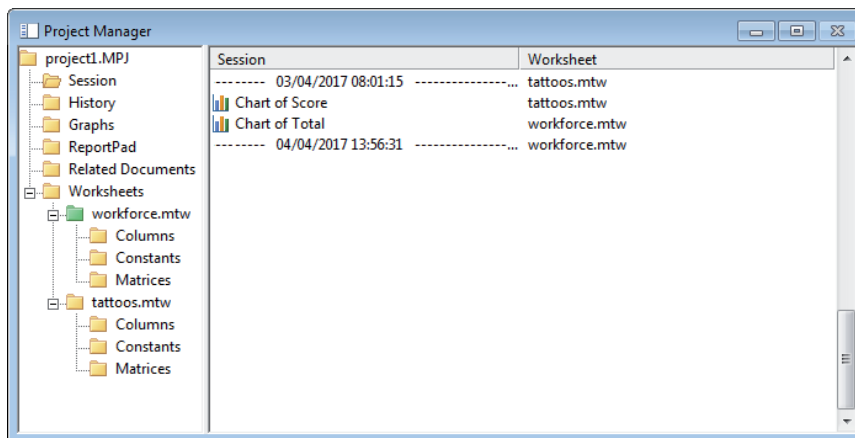 Project Manager
project1.MPJ
Session
History
Graphs
ReportPad
Related Documents
Worksheets
workforce.mtw
Columns
Constants
Matrices
tattoos.mtw
Columns
Constants
Matrices
Session Worksheet
-------- 03/04/2017 08:01:15 ---------------... tattoos.mtw
Chart of Score tattoos.mtw
Chart of Total workforce.mtw
-------- 04/04/2017 13:56:31 ---------------... workforce.mtw